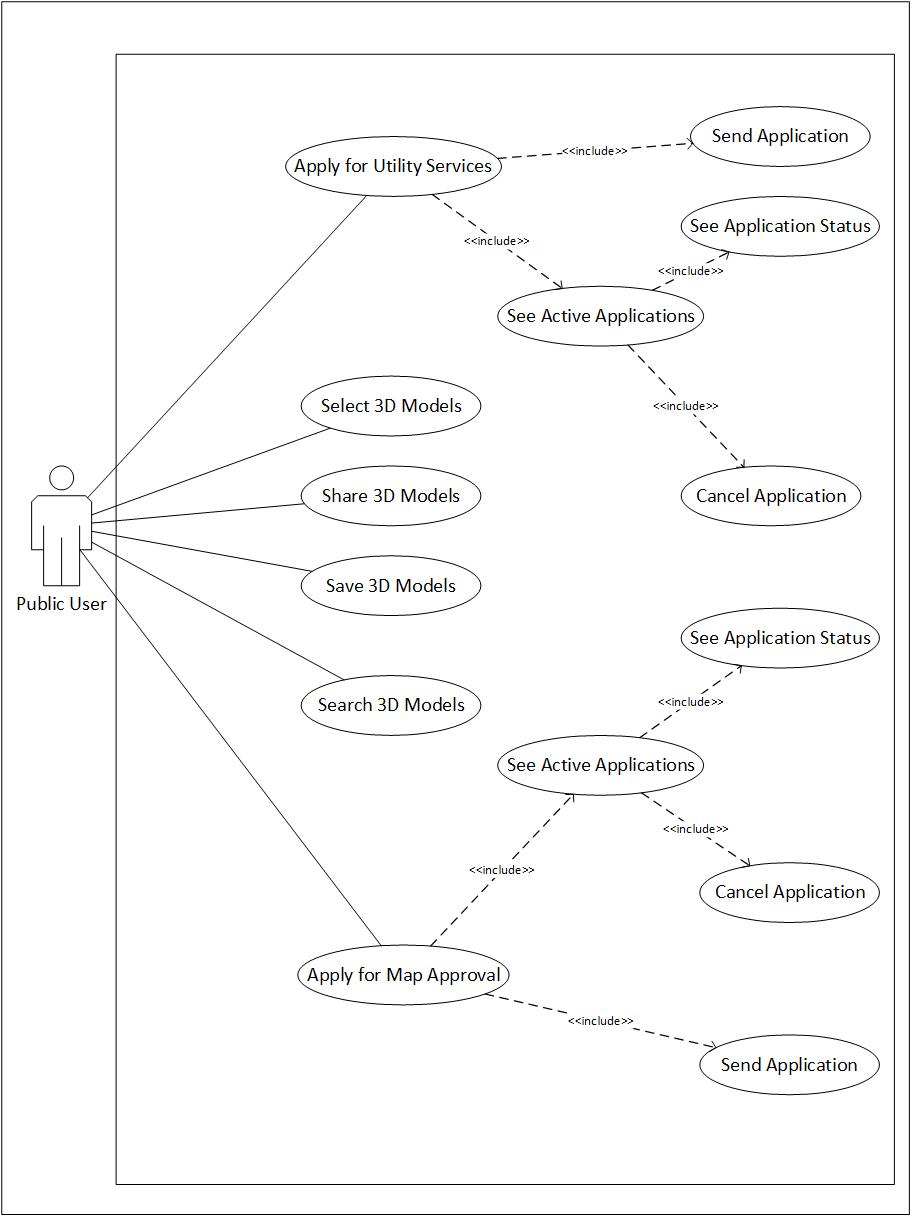 Send Application
<<include>>
Apply for Utility Services
See Application Status
<<include>>
<<include>>
See Active Applications
Select 3D Models
<<include>>
Share 3D Models
Cancel Application
Save 3D Models
Public User
See Application Status
<<include>>
Search 3D Models
See Active Applications
<<include>>
<<include>>
Cancel Application
Apply for Map Approval
<<include>>
Send Application